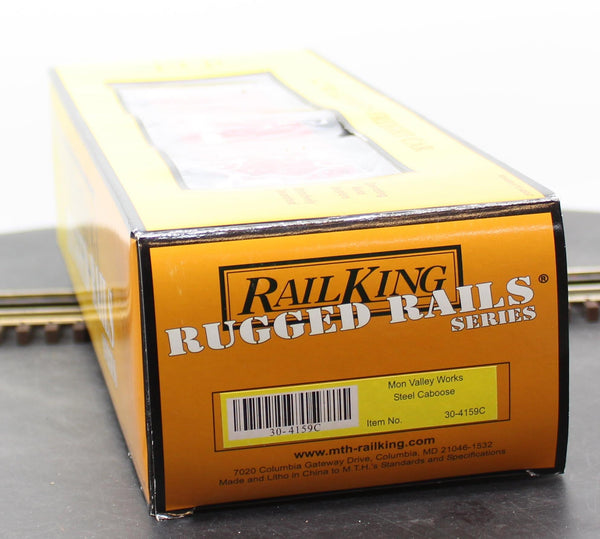 RAILKING
RUGGED RAILS®
SERIES
Mon Valley Works
Steel Caboose
30-4159C
Item No. 30-4159C
www.mth-railking.com
7020 Columbia Gateway Drive, Columbia, MD 21046-1532
Made and Litho in China to M.T.H.'s Standards and Specifications